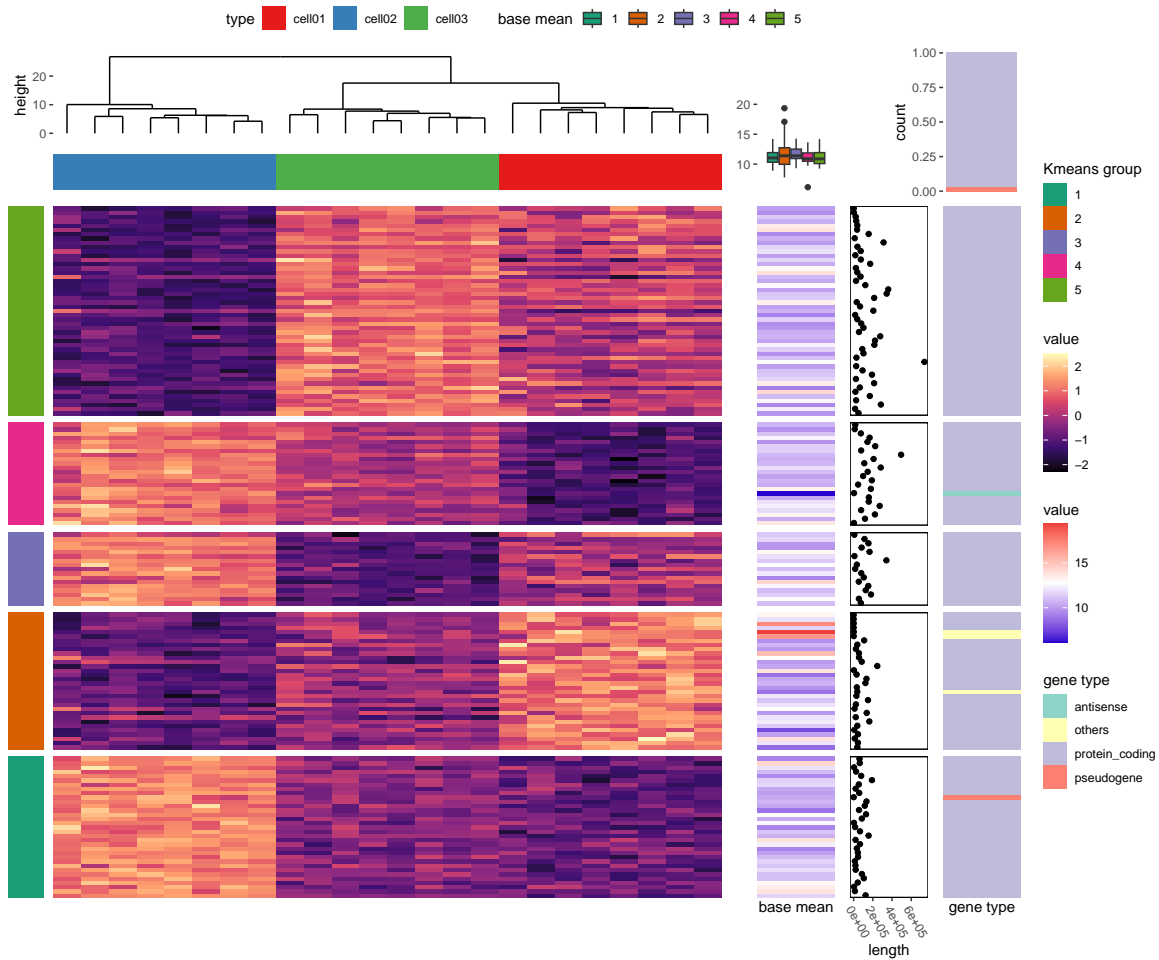 type cell01 cell02 cell03 base mean 1 2 3 4 5
height
20
10
0
20
15
10
count
1.00
0.75
0.50
0.25
0.00
Kmeans group
1
2
3
4
5
value
2
1
0
−1
−2
value
15
10
gene type
antisense
others
protein_coding
pseudogene
base mean
0e+00
2e+05
4e+05
6e+05
length
gene type